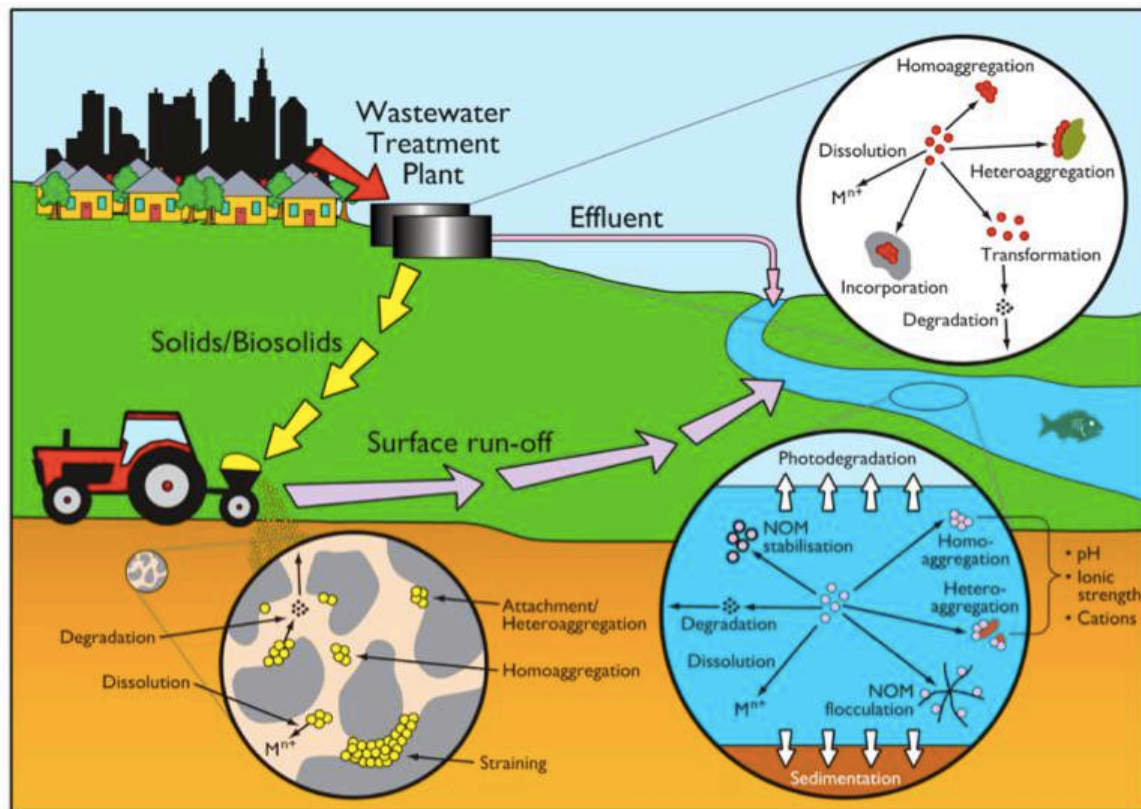 Wastewater
Treatment
Plant
Effluent
Solids/Biosolids
Surface run-off
Homoaggregation
Dissolution
Mⁿ⁺
Heteroaggregation
Incorporation
Transformation
Degradation
Photodegradation
NOM
stabilisation
Homo-
aggregation
Hetero-
aggregation
Degradation
Dissolution
Mⁿ⁺
NOM
flocculation
Sedimentation
• pH
• Ionic
strength
• Cations
Degradation
Dissolution
Mⁿ⁺
Attachment/
Heteroaggregation
Homoaggregation
Straining